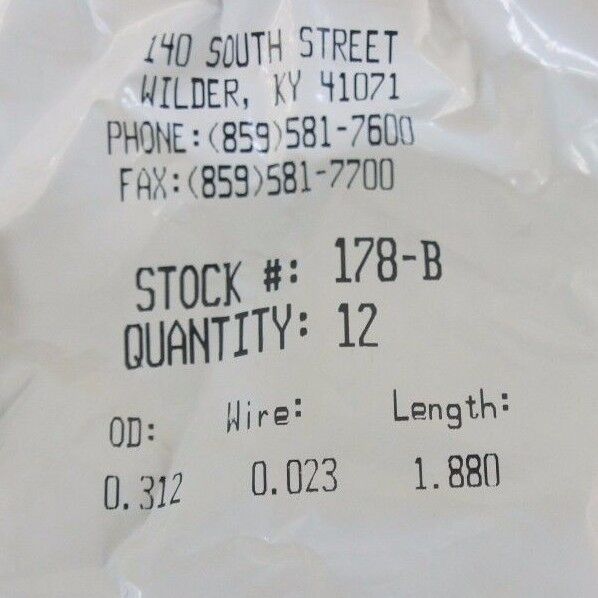 140 SOUTH STREET
WILDER, KY 41071
PHONE:(859)581-7600
FAX:(859)581-7700
STOCK #: 178-B
QUANTITY: 12
OD: Wire: Length:
0.312 0.023 1.880